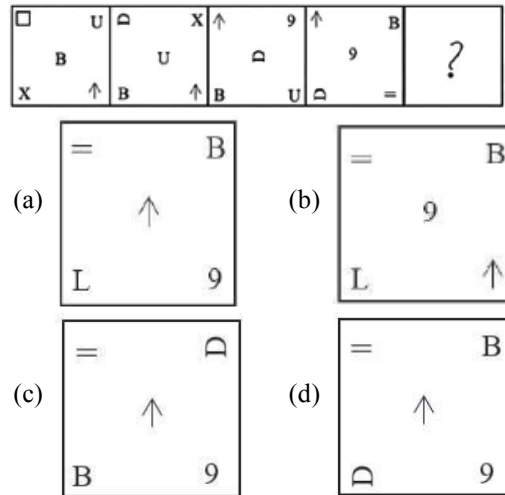 □ U D X ↑ 9 ↑ B
B U D 9 ?
X ↑ B ↑ B U D =
(a) = B (b) = B
↑ 9
L 9 L ↑
(c) = D (d) = B
↑ ↑
B 9 D 9